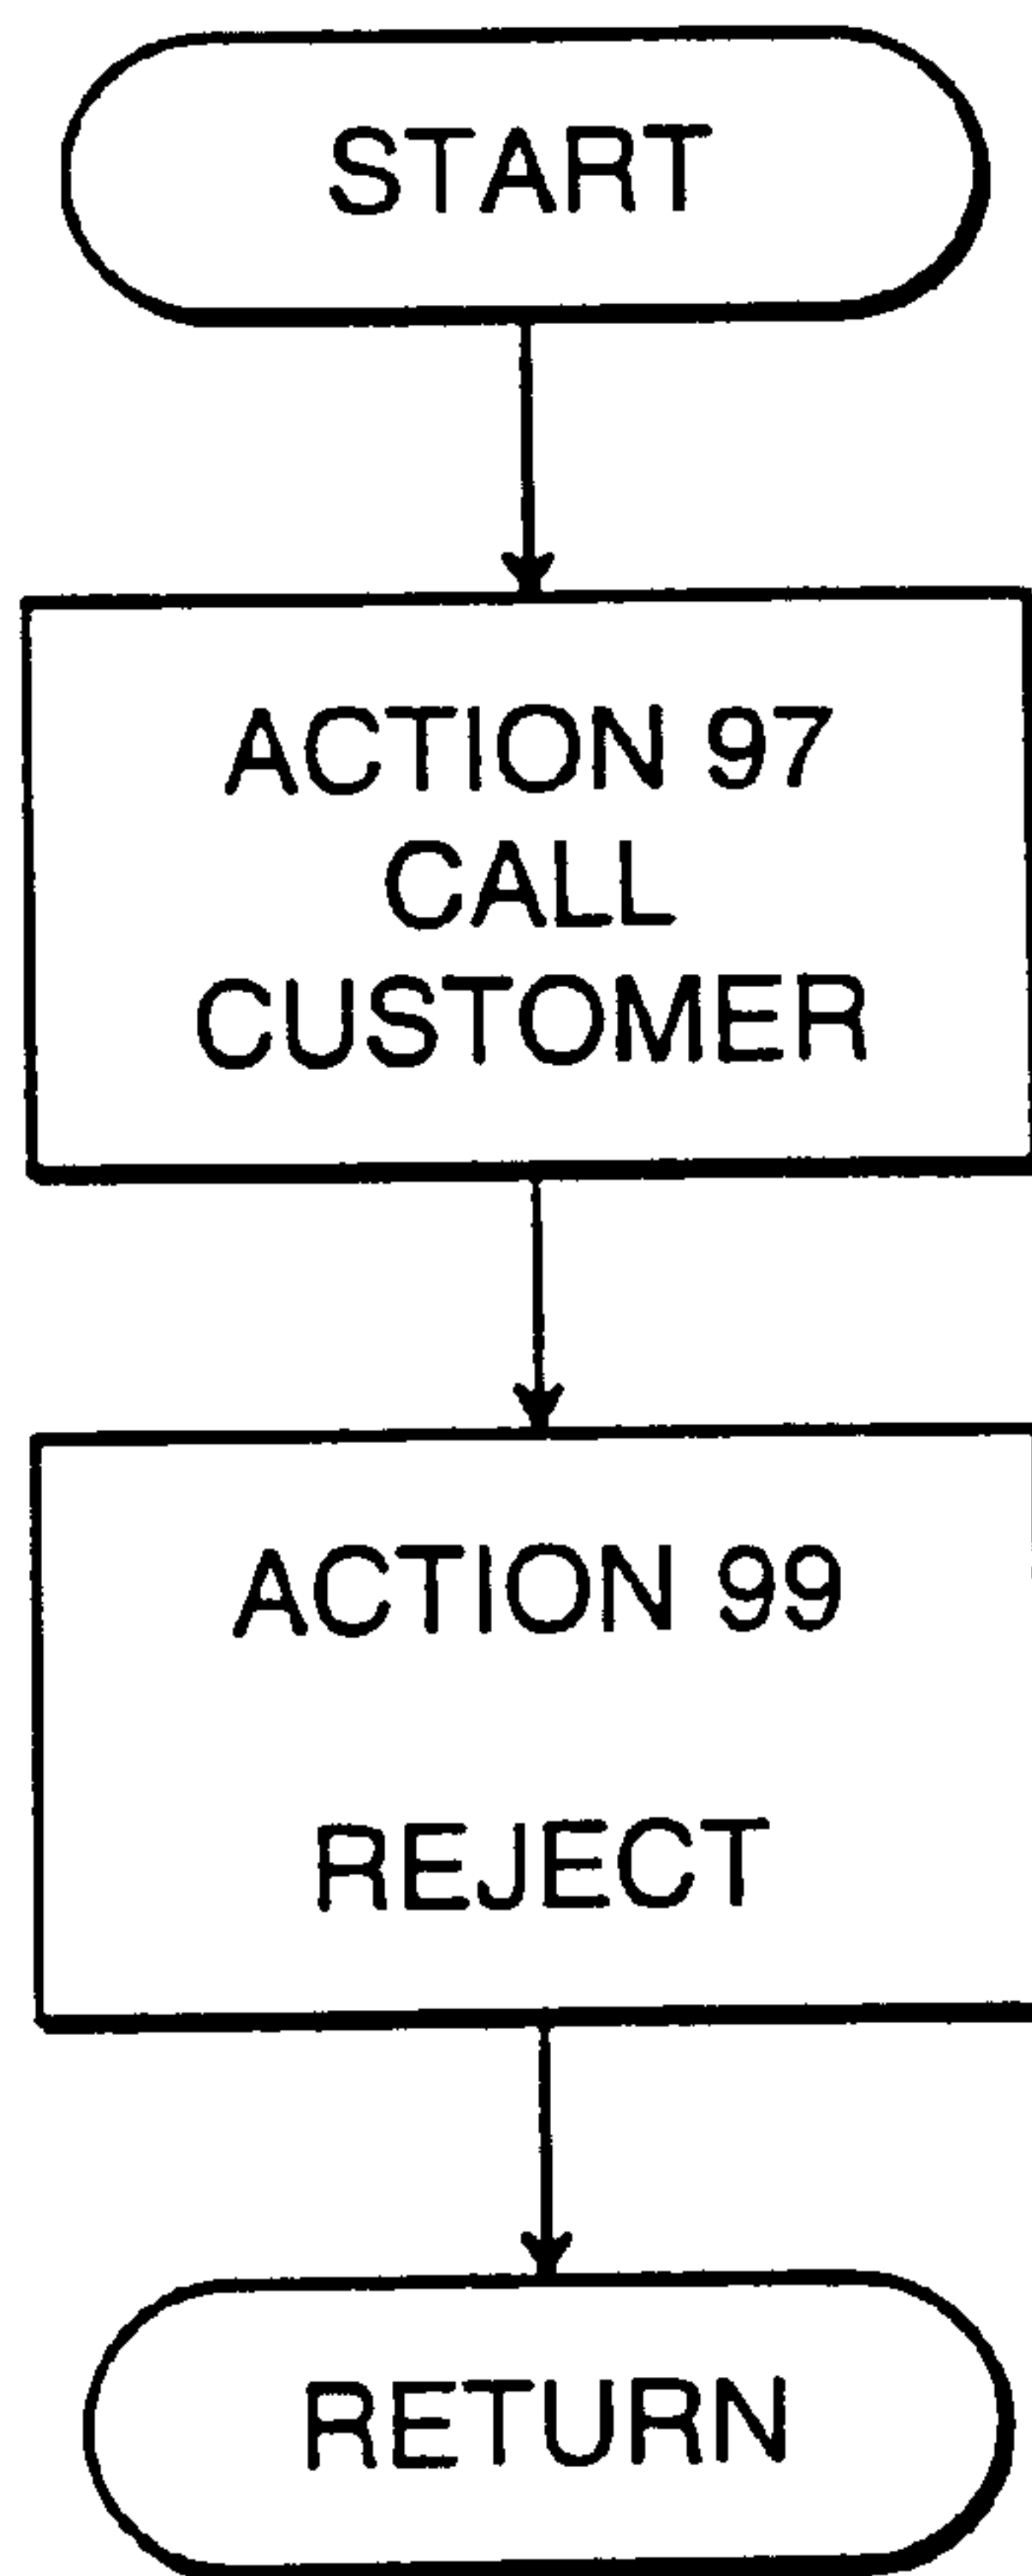 START
ACTION 97
CALL
CUSTOMER
ACTION 99
REJECT
RETURN